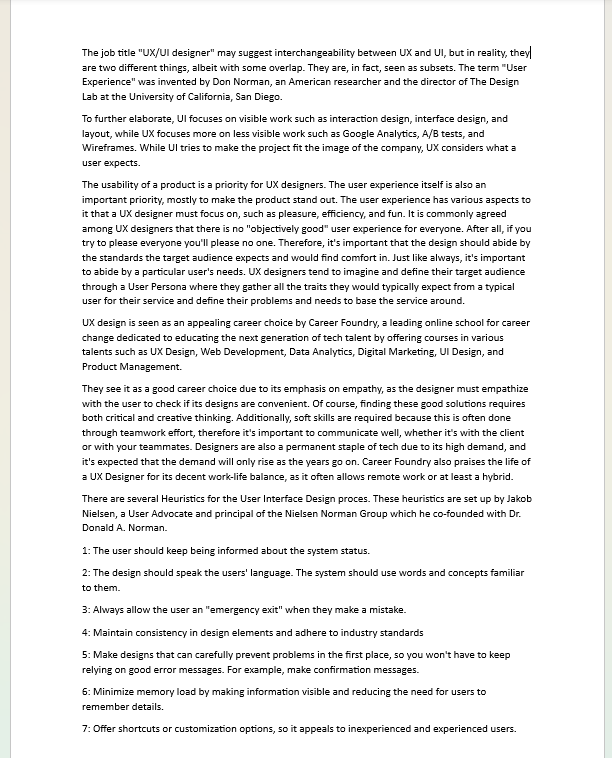 The job title "UX/UI designer" may suggest interchangeability between UX and UI, but in reality, they
are two different things, albeit with some overlap. They are, in fact, seen as subsets. The term "User
Experience" was invented by Don Norman, an American researcher and the director of The Design
Lab at the University of California, San Diego.
To further elaborate, UI focuses on visible work such as interaction design, interface design, and
layout, while UX focuses more on less visible work such as Google Analytics, A/B tests, and
Wireframes. While UI tries to make the project fit the image of the company, UX considers what a
user expects.
The usability of a product is a priority for UX designers. The user experience itself is also an
important priority, mostly to make the product stand out. The user experience has various aspects to
it that a UX designer must focus on, such as pleasure, efficiency, and fun. It is commonly agreed
among UX designers that there is no "objectively good" user experience for everyone. After all, if you
try to please everyone you'll please no one. Therefore, it's important that the design should abide by
the standards the target audience expects and would find comfort in. Just like always, it's important
to abide by a particular user's needs. UX designers tend to imagine and define their target audience
through a User Persona where they gather all the traits they would typically expect from a typical
user for their service and define their problems and needs to base the service around.
UX design is seen as an appealing career choice by Career Foundry, a leading online school for career
change dedicated to educating the next generation of tech talent by offering courses in various
talents such as UX Design, Web Development, Data Analytics, Digital Marketing, UI Design, and
Product Management.
They see it as a good career choice due to its emphasis on empathy, as the designer must empathize
with the user to check if its designs are convenient. Of course, finding these good solutions requires
both critical and creative thinking. Additionally, soft skills are required because this is often done
through teamwork effort, therefore it's important to communicate well, whether it's with the client
or with your teammates. Designers are also a permanent staple of tech due to its high demand, and
it's expected that the demand will only rise as the years go on. Career Foundry also praises the life of
a UX Designer for its decent work-life balance, as it often allows remote work or at least a hybrid.
There are several Heuristics for the User Interface Design proces. These heuristics are set up by Jakob
Nielsen, a User Advocate and principal of the Nielsen Norman Group which he co-founded with Dr.
Donald A. Norman.
1: The user should keep being informed about the system status.
2: The design should speak the users' language. The system should use words and concepts familiar
to them.
3: Always allow the user an "emergency exit" when they make a mistake.
4: Maintain consistency in design elements and adhere to industry standards
5: Make designs that can carefully prevent problems in the first place, so you won't have to keep
relying on good error messages. For example, make confirmation messages.
6: Minimize memory load by making information visible and reducing the need for users to
remember details.
7: Offer shortcuts or customization options, so it appeals to inexperienced and experienced users.